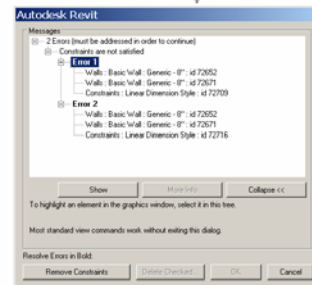 Autodesk Revit
Messages
2 Errors (must be addressed in order to continue)
Constraints are not satisfied
Error 1
Walls : Basic Wall : Generic - 8" : id 72652
Walls : Basic Wall : Generic - 8" : id 72671
Constraints : Linear Dimension Style : id 72709
Error 2
Walls : Basic Wall : Generic - 8" : id 72652
Walls : Basic Wall : Generic - 8" : id 72671
Constraints : Linear Dimension Style : id 72716
Show More Info Collapse <<
To highlight an element in the graphics window, select it in this tree.
Most standard view commands work without exiting this dialog.
Resolve Errors in Bold:
Remove Constraints Delete Checked... OK Cancel